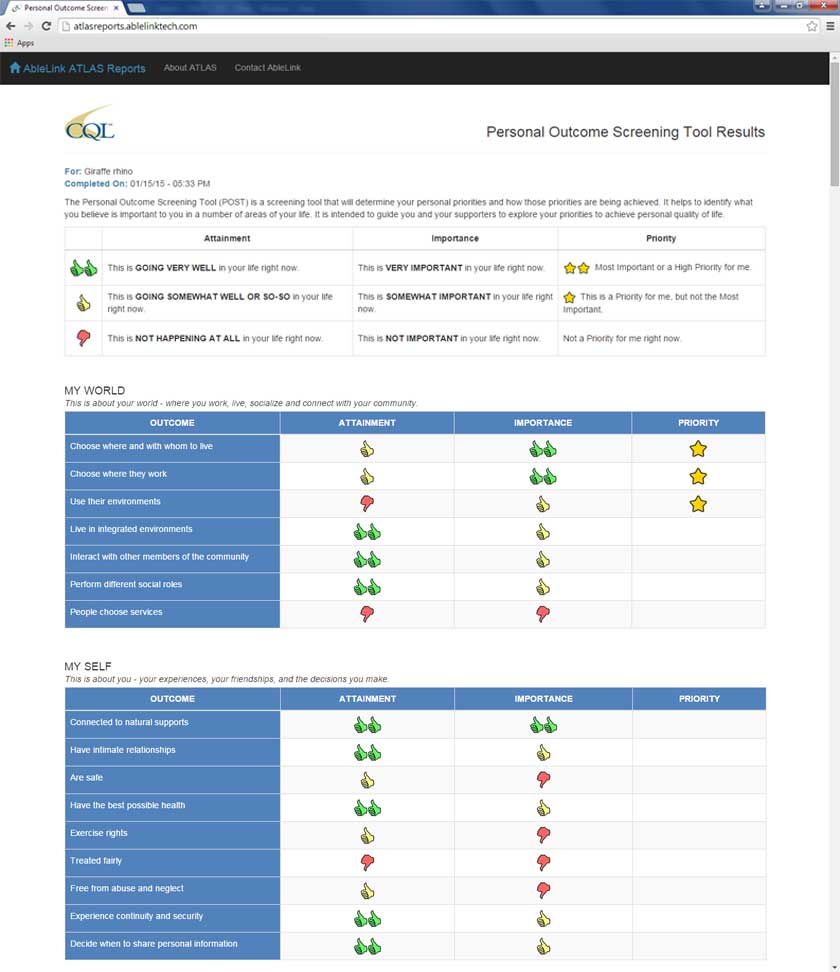 Personal Outcome Screen
atlasreports.ablelinktech.com
Apps
AbleLink ATLAS Reports About ATLAS Contact AbleLink
CQL
Personal Outcome Screening Tool Results
For: Giraffe rhino
Completed On: 01/15/15 - 05:33 PM
The Personal Outcome Screening Tool (POST) is a screening tool that will determine your personal priorities and how those priorities are being achieved. It helps to identify what
you believe is important to you in a number of areas of your life. It is intended to guide you and your supporters to explore your priorities to achieve personal quality of life.
Attainment Importance Priority
This is GOING VERY WELL in your life right now. This is VERY IMPORTANT in your life right now. Most Important or a High Priority for me.
This is GOING SOMEWHAT WELL OR SO-SO in your life This is SOMEWHAT IMPORTANT in your life right This is a Priority for me, but not the Most
right now. now. Important.
This is NOT HAPPENING AT ALL in your life right now. This is NOT IMPORTANT in your life right now. Not a Priority for me right now.
MY WORLD
This is about your world - where you work, live, socialize and connect with your community.
OUTCOME ATTAINMENT IMPORTANCE PRIORITY
Choose where and with whom to live
Choose where they work
Use their environments
Live in integrated environments
Interact with other members of the community
Perform different social roles
People choose services
MY SELF
This is about you - your experiences, your friendships, and the decisions you make.
OUTCOME ATTAINMENT IMPORTANCE PRIORITY
Connected to natural supports
Have intimate relationships
Are safe
Have the best possible health
Exercise rights
Treated fairly
Free from abuse and neglect
Experience continuity and security
Decide when to share personal information